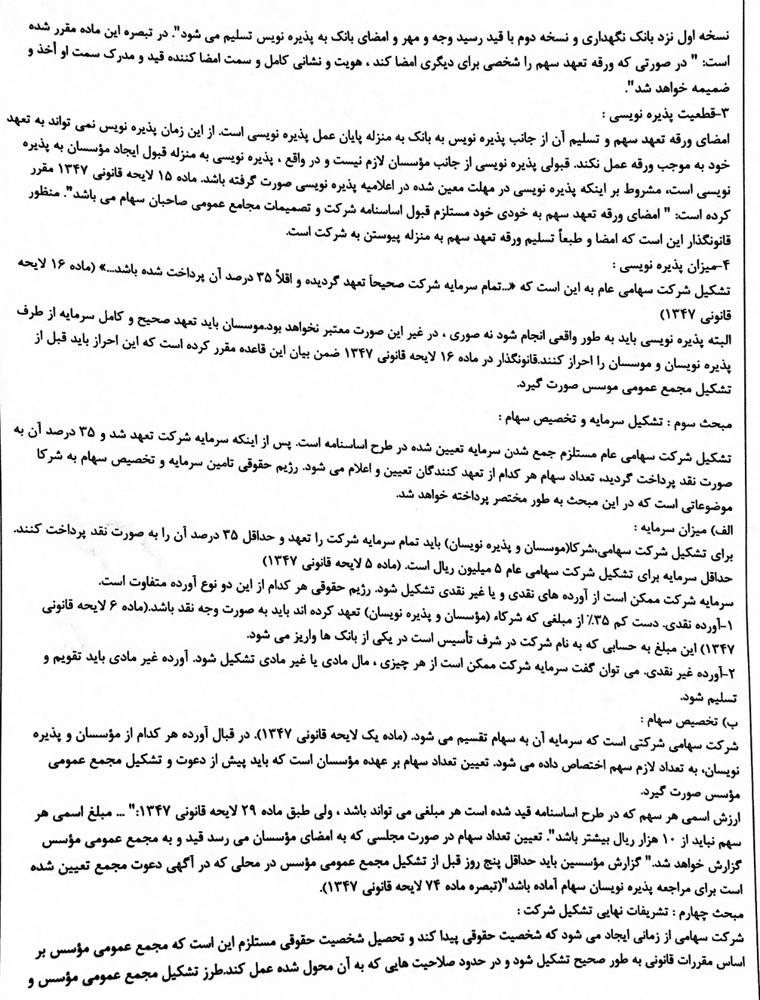 نسخه اول نزد بانک نگهداری و نسخه دوم با قید رسید وجه و مهر و امضای بانک به پذیره نویس تسلیم می شود". در تبصره این ماده مقرر شده
است: " در صورتی که ورقه تعهد سهم را شخصی برای دیگری امضا کند ، هویت و نشانی کامل و سمت امضا کننده قید و مدرک سمت او أخذ و
ضمیمه خواهد شد".
۳-قطعیت پذیره نویسی :
امضای ورقه تعهد سهم و تسلیم آن از جانب پذیره نویس به بانک به منزله پایان عمل پذیره نویسی است. از این زمان پذیره نویس نمی تواند به تعهد
خود به موجب ورقه عمل نکند. قبولی پذیره نویسی از جانب مؤسسان لازم نیست و در واقع ، پذیره نویسی به منزله قبول ایجاد مؤسسان به پذیره
نویسی است، مشروط بر اینکه پذیره نویسی در مهلت معین شده در اعلامیه پذیره نویسی صورت گرفته باشد. ماده ۱۵ لایحه قانونی ۱۳۴۷ مقرر
کرده است: " امضای ورقه تعهد سهم به خودی خود مستلزم قبول اساسنامه شرکت و تصمیمات مجامع عمومی صاحبان سهام می باشد". منظور
قانونگذار این است که امضا و طبعاً تسلیم ورقه تعهد سهم به منزله پیوستن به شرکت است.
۴-میزان پذیره نویسی :
تشکیل شرکت سهامی عام به این است که «...تمام سرمایه شرکت صحیحاً تعهد گردیده و اقلاً ۳۵ درصد آن پرداخت شده باشد...» (ماده ۱۶ لایحه
قانونی ۱۳۴۷)
البته پذیره نویسی باید به طور واقعی انجام شود نه صوری ، در غیر این صورت معتبر نخواهد بود.موسسان باید تعهد صحیح و کامل سرمایه از طرف
پذیره نویسان و موسسان را احراز کنند.قانونگذار در ماده ۱۶ لایحه قانونی ۱۳۴۷ ضمن بیان این قاعده مقرر کرده است که این احراز باید قبل از
تشکیل مجمع عمومی موسس صورت گیرد.
مبحث سوم : تشکیل سرمایه و تخصیص سهام :
تشکیل شرکت سهامی عام مستلزم جمع شدن سرمایه تعیین شده در طرح اساسنامه است. پس از اینکه سرمایه شرکت تعهد شد و ۳۵ درصد آن به
صورت نقد پرداخت گردید، تعداد سهام هر کدام از تعهد کنندگان تعیین و اعلام می شود. رژیم حقوقی تامین سرمایه و تخصیص سهام به شرکا
موضوعاتی است که در این مبحث به طور مختصر پرداخته خواهد شد.
الف) میزان سرمایه :
برای تشکیل شرکت سهامی،شرکا(موسسان و پذیره نویسان) باید تمام سرمایه شرکت را تعهد و حداقل ۳۵ درصد آن را به صورت نقد پرداخت کنند.
حداقل سرمایه برای تشکیل شرکت سهامی عام ۵ میلیون ریال است. (ماده ۵ لایحه قانونی ۱۳۴۷)
سرمایه شرکت ممکن است از آورده های نقدی و یا غیر نقدی تشکیل شود. رژیم حقوقی هر کدام از این دو نوع آورده متفاوت است.
۱-آورده نقدی. دست کم ۳۵٪ از مبلغی که شرکاء (مؤسسان و پذیره نویسان) تعهد کرده اند باید به صورت وجه نقد باشد.(ماده ۶ لایحه قانونی
۱۳۴۷) این مبلغ به حسابی که به نام شرکت در شرف تأسیس است در یکی از بانک ها واریز می شود.
۲-آورده غیر نقدی. می توان گفت سرمایه شرکت ممکن است از هر چیزی ، مال مادی یا غیر مادی تشکیل شود. آورده غیر مادی باید تقویم و
تسلیم شود.
ب) تخصیص سهام :
شرکت سهامی شرکتی است که سرمایه آن به سهام تقسیم می شود. (ماده یک لایحه قانونی ۱۳۴۷). در قبال آورده هر کدام از مؤسسان و پذیره
نویسان، به تعداد لازم سهم اختصاص داده می شود. تعیین تعداد سهام بر عهده مؤسسان است که باید پیش از دعوت و تشکیل مجمع عمومی
مؤسس صورت گیرد.
ارزش اسمی هر سهم که در طرح اساسنامه قید شده است هر مبلغی می تواند باشد ، ولی طبق ماده ۲۹ لایحه قانونی ۱۳۴۷:" ... مبلغ اسمی هر
سهم نباید از ۱۰ هزار ریال بیشتر باشد". تعیین تعداد سهام در صورت مجلسی که به امضای مؤسسان می رسد قید و به مجمع عمومی مؤسس
گزارش خواهد شد." گزارش مؤسسین باید حداقل پنج روز قبل از تشکیل مجمع عمومی مؤسس در محلی که در آگهی دعوت مجمع تعیین شده
است برای مراجعه پذیره نویسان سهام آماده باشد"(تبصره ماده ۷۴ لایحه قانونی ۱۳۴۷).
مبحث چهارم : تشریفات نهایی تشکیل شرکت :
شرکت سهامی از زمانی ایجاد می شود که شخصیت حقوقی پیدا کند و تحصیل شخصیت حقوقی مستلزم این است که مجمع عمومی مؤسس بر
اساس مقررات قانونی به طور صحیح تشکیل شود و در حدود صلاحیت هایی که به آن محول شده عمل کند.طرز تشکیل مجمع عمومی مؤسس و